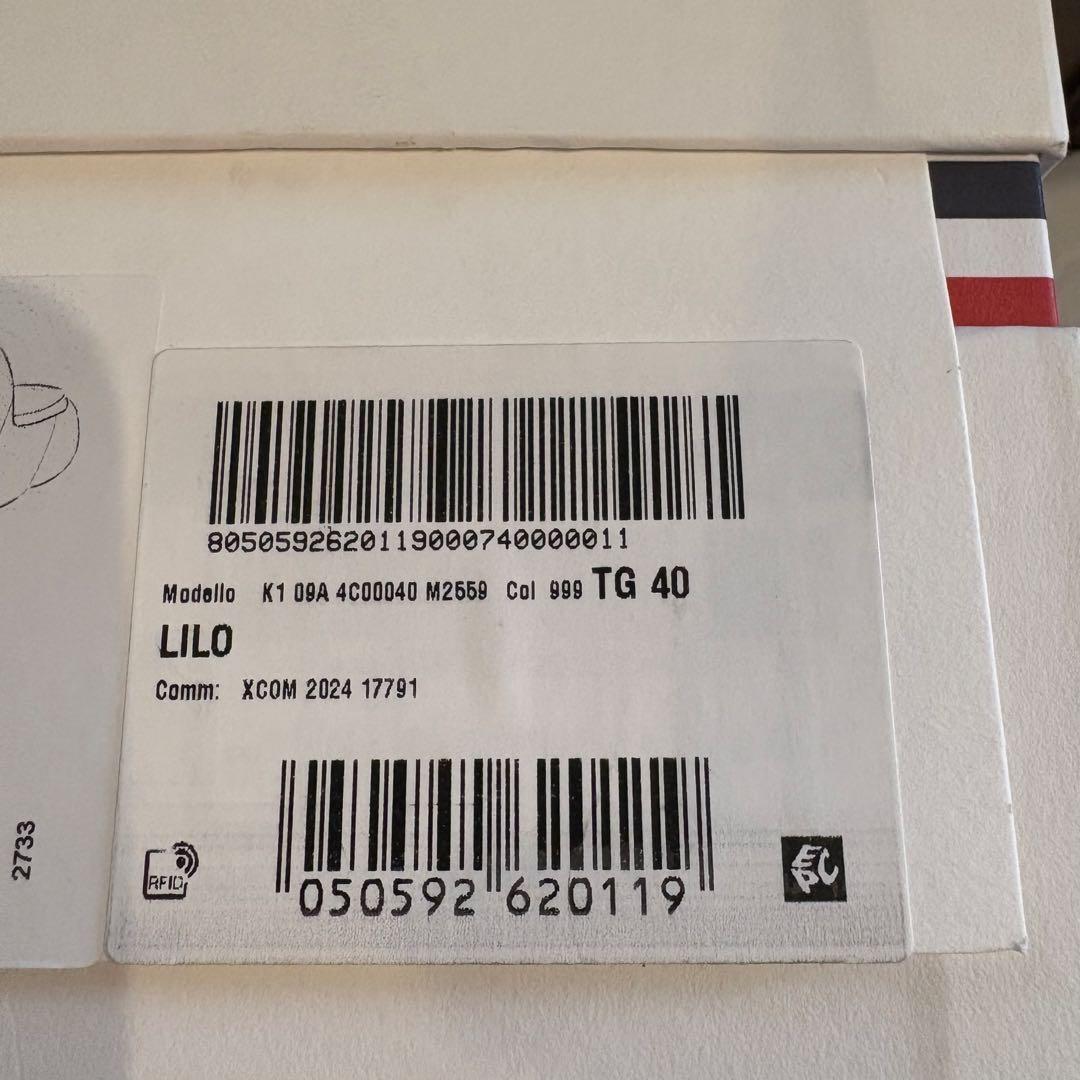 8050592620119000740000011
Modello K1 09A 4C00040 M2559 Col 999 TG 40
LILO
Comm: XCOM 2024 17791
2733
RFID
050592 620119
EPC